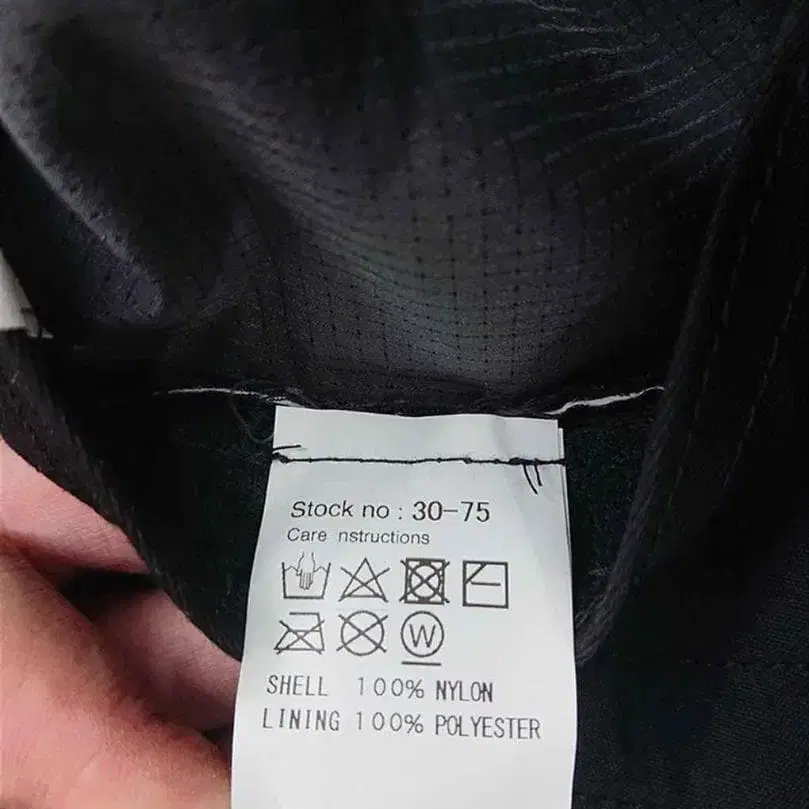 Stock no : 30-75
Care nstructions
W
SHELL 100% NYLON
LINING 100% POLYESTER